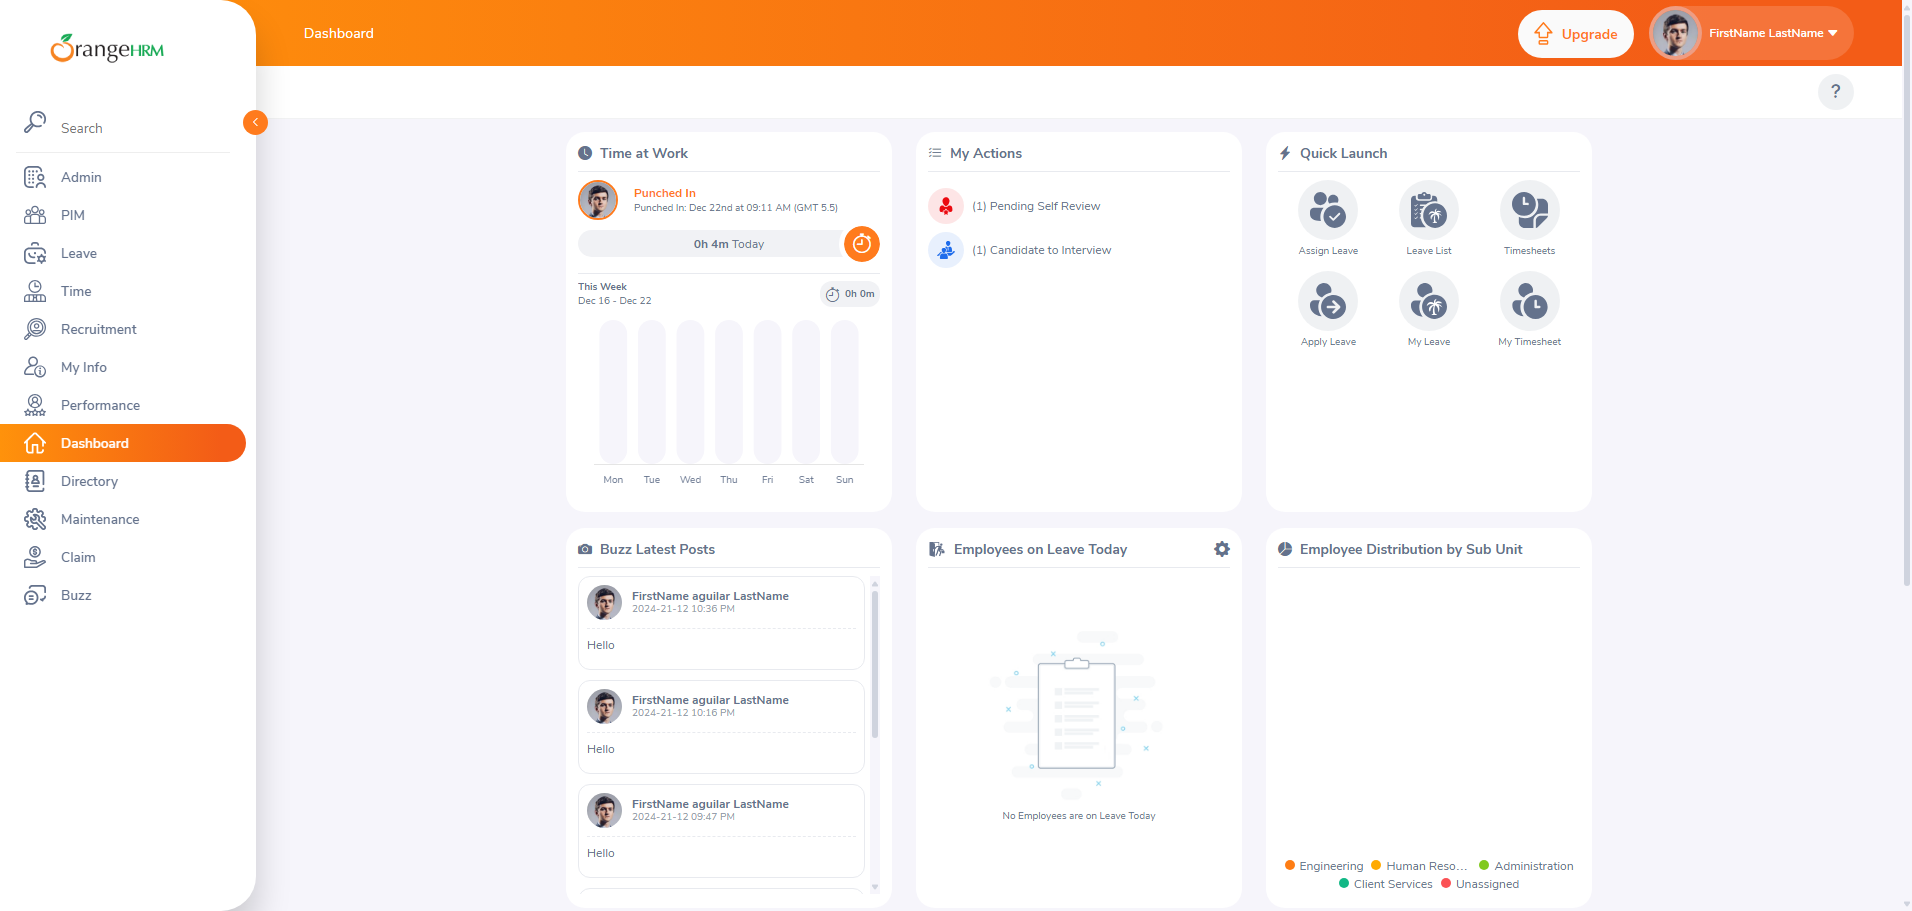 OrangeHRM
Dashboard
Upgrade
FirstName LastName
?
Search
Admin
PIM
Leave
Time
Recruitment
My Info
Performance
Dashboard
Directory
Maintenance
Claim
Buzz
Time at Work
Punched In
Punched In: Dec 22nd at 09:11 AM (GMT 5.5)
0h 4m Today
This Week
Dec 16 - Dec 22
0h 0m
Mon Tue Wed Thu Fri Sat Sun
My Actions
(1) Pending Self Review
(1) Candidate to Interview
Quick Launch
Assign Leave Leave List Timesheets
Apply Leave My Leave My Timesheet
Buzz Latest Posts
FirstName aguilar LastName
2024-21-12 10:36 PM
Hello
FirstName aguilar LastName
2024-21-12 10:16 PM
Hello
FirstName aguilar LastName
2024-21-12 09:47 PM
Hello
Employees on Leave Today
No Employees are on Leave Today
Employee Distribution by Sub Unit
Engineering Human Reso... Administration
Client Services Unassigned